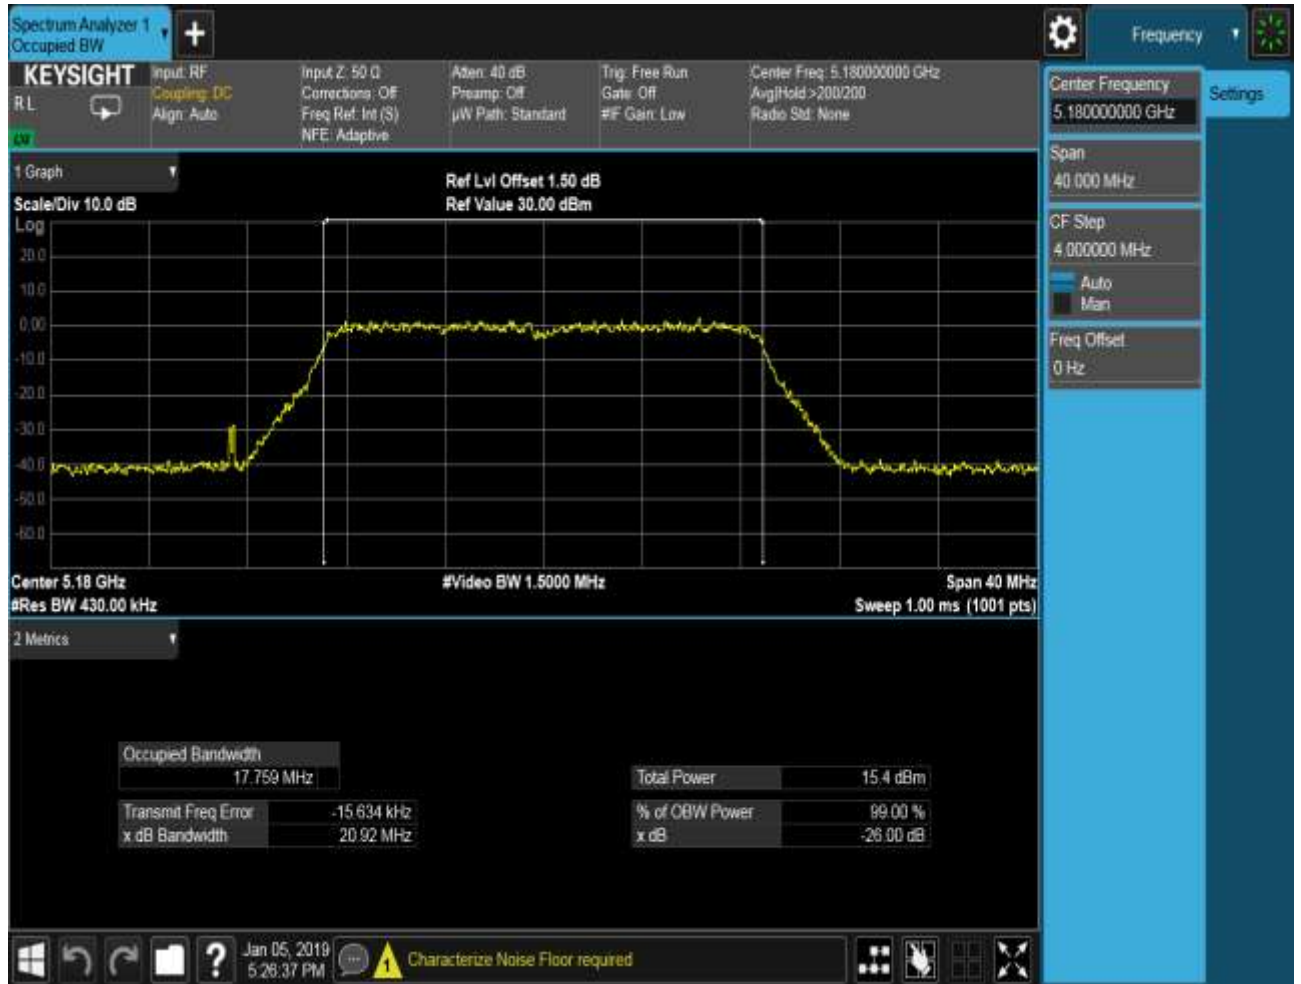 Spectrum Analyzer 1
Occupied BW
Frequency
KEYSIGHT
RL
Input: RF
Coupling: DC
Align: Auto
Input Z: 50 Ω
Corrections: Off
Freq Ref: Int (S)
NFE: Adaptive
Atten: 40 dB
Preamp: Off
µW Path: Standard
Trig: Free Run
Gate: Off
#IF Gain: Low
Center Freq: 5.180000000 GHz
Avg|Hold:>200/200
Radio Std: None
Center Frequency
5.180000000 GHz
Settings
Span
40.000 MHz
CF Step
4.000000 MHz
Auto
Man
Freq Offset
0 Hz
1 Graph
Scale/Div 10.0 dB
Ref Lvl Offset 1.50 dB
Ref Value 30.00 dBm
Log
20.0
10.0
0.00
-10.0
-20.0
-30.0
-40.0
-50.0
-60.0
Center 5.18 GHz
#Video BW 1.5000 MHz
Span 40 MHz
#Res BW 430.00 kHz
Sweep 1.00 ms (1001 pts)
2 Metrics
Occupied Bandwidth
17.759 MHz
Transmit Freq Error -15.634 kHz
x dB Bandwidth 20.92 MHz
Total Power 15.4 dBm
% of OBW Power 99.00 %
x dB -26.00 dB
Jan 05, 2019
5:26:37 PM
1
Characterize Noise Floor required